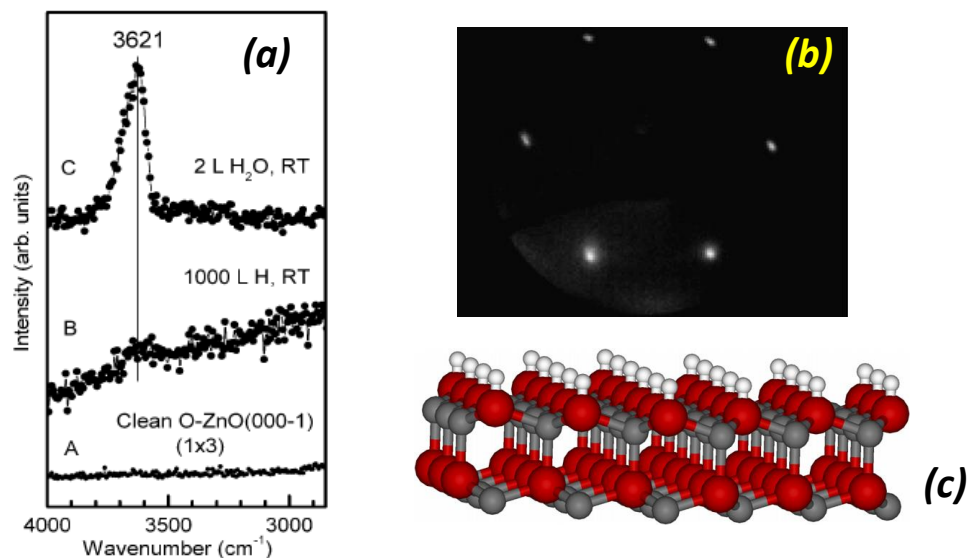 3621
(a)
C
2 L H₂O, RT
1000 L H, RT
B
Clean O-ZnO(000-1)
(1x3)
A
Intensity (arb. units)
4000 3500 3000
Wavenumber (cm⁻¹)
(b)
(c)